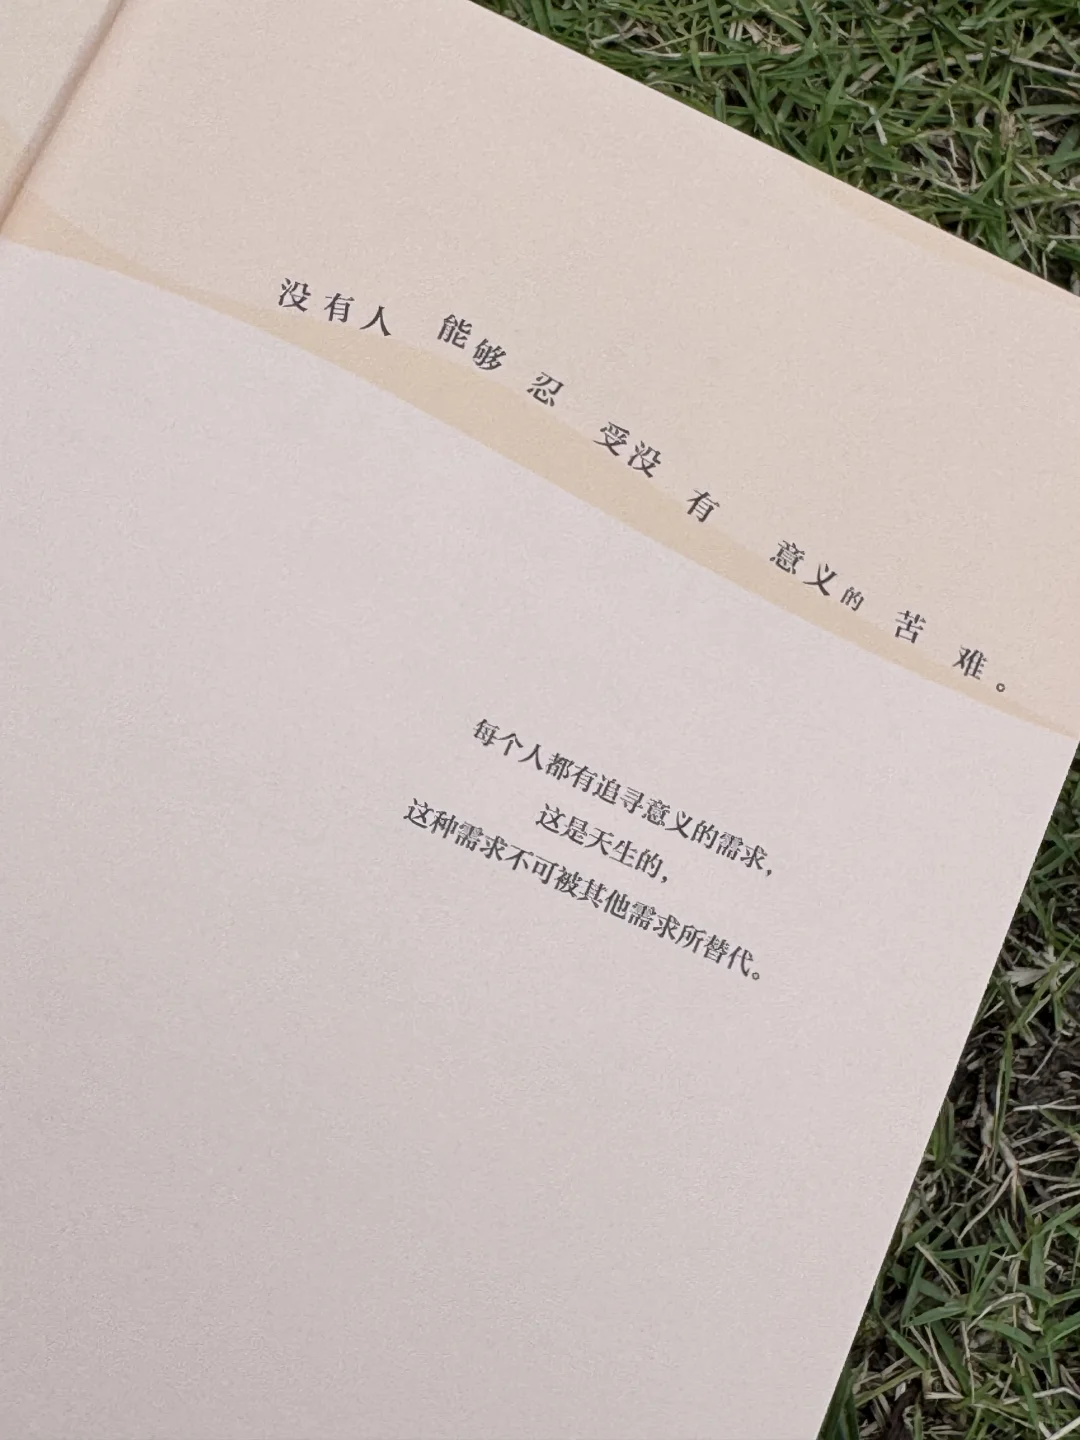 没有人 能够 忍 受没 有 意义的 苦 难。
每个人都有追寻意义的需求，
这是天生的，
这种需求不可被其他需求所替代。